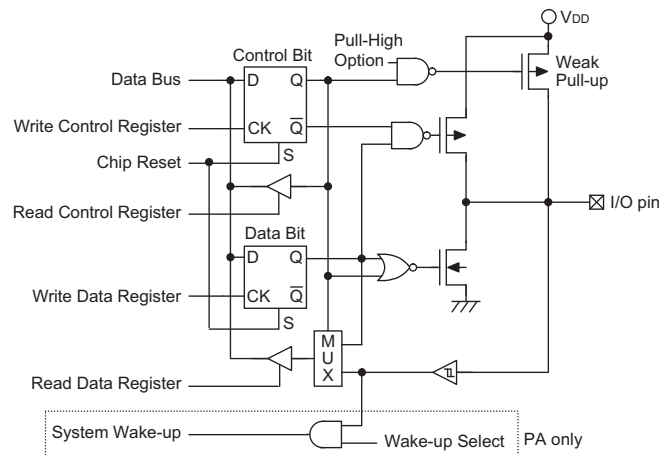 VDD
Control Bit
Pull-High
Option
Weak
Pull-up
Data Bus
D
Q
Write Control Register
CK
Q
S
Chip Reset
Read Control Register
I/O pin
Data Bit
D
Q
Write Data Register
CK
Q
S
M
U
X
Read Data Register
System Wake-up
Wake-up Select
PA only